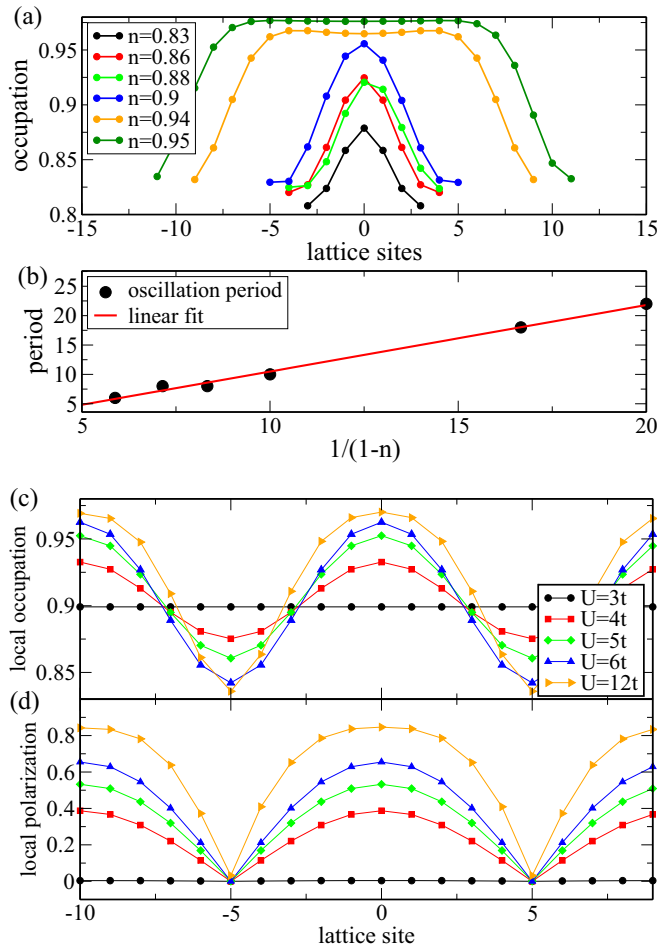 (a)
occupation
0.95
0.9
0.85
0.8
n=0.83
n=0.86
n=0.88
n=0.9
n=0.94
n=0.95
-15 -10 -5 0 5 10 15
lattice sites
(b)
period
25
20
15
10
5
oscillation period
linear fit
5 10 15 20
1/(1-n)
(c)
local occupation
0.95
0.9
0.85
U=3t
U=4t
U=5t
U=6t
U=12t
(d)
local polarization
0.8
0.6
0.4
0.2
0
-10 -5 0 5
lattice site